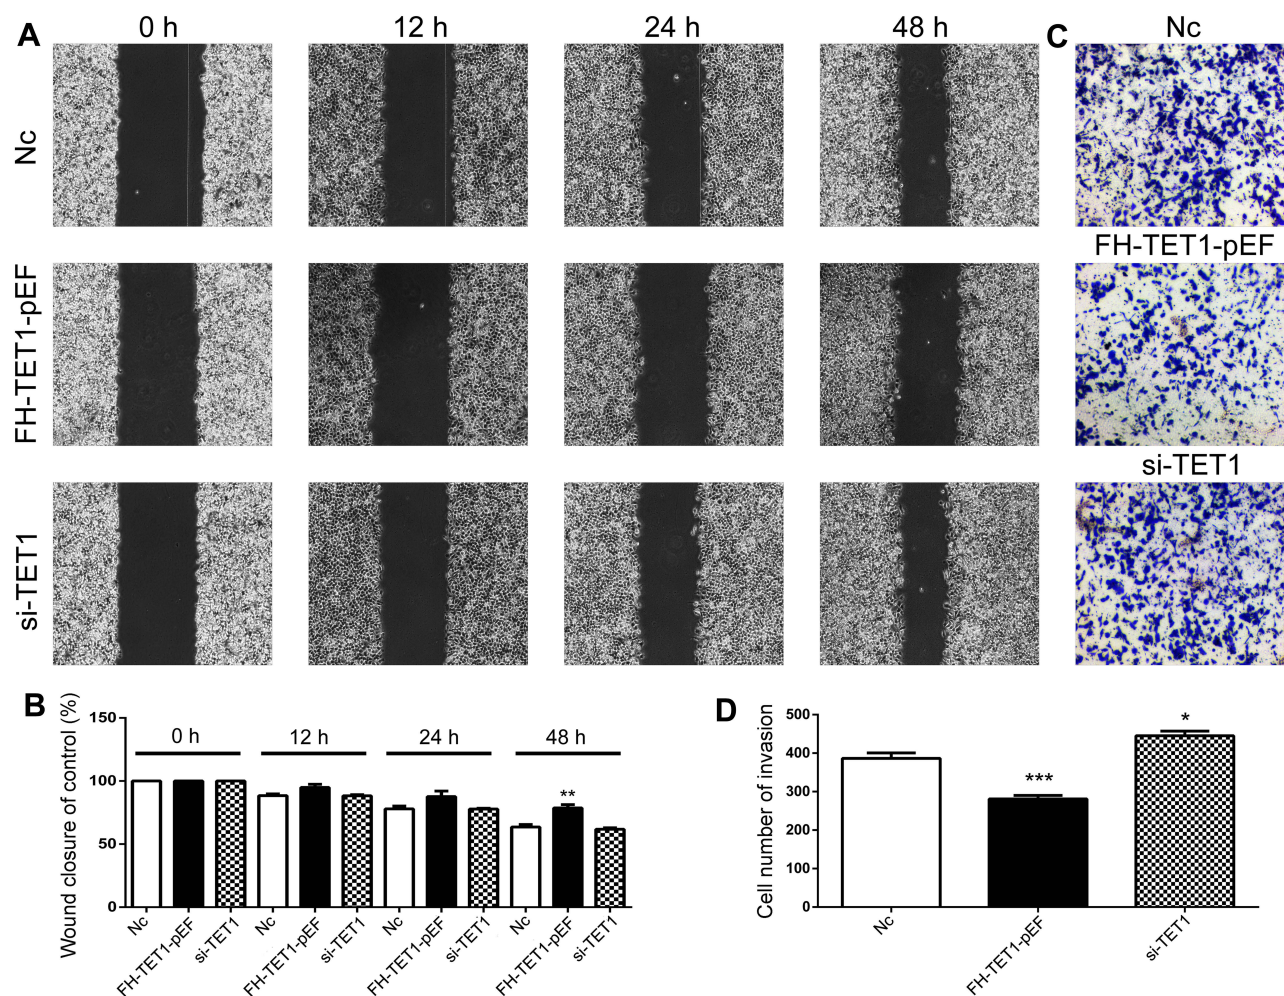 A
0 h
12 h
24 h
48 h
C
Nc
Nc
FH-TET1-pEF
FH-TET1-pEF
si-TET1
si-TET1
B
Wound closure of control (%)
150
100
50
0
0 h
12 h
24 h
48 h
**
Nc
FH-TET1-pEF
si-TET1
Nc
FH-TET1-pEF
si-TET1
Nc
FH-TET1-pEF
si-TET1
Nc
FH-TET1-pEF
si-TET1
D
Cell number of invasion
500
400
300
200
100
0
***
*
Nc
FH-TET1-pEF
si-TET1